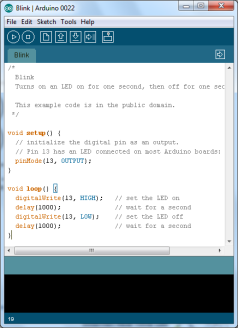 Blink | Arduino 0022
File Edit Sketch Tools Help
Blink
/*
Blink
Turns on an LED on for one second, then off for one sec
This example code is in the public domain.
*/
void setup() {
// initialize the digital pin as an output.
// Pin 13 has an LED connected on most Arduino boards:
pinMode(13, OUTPUT);
}
void loop() {
digitalWrite(13, HIGH); // set the LED on
delay(1000); // wait for a second
digitalWrite(13, LOW); // set the LED off
delay(1000); // wait for a second
}
19